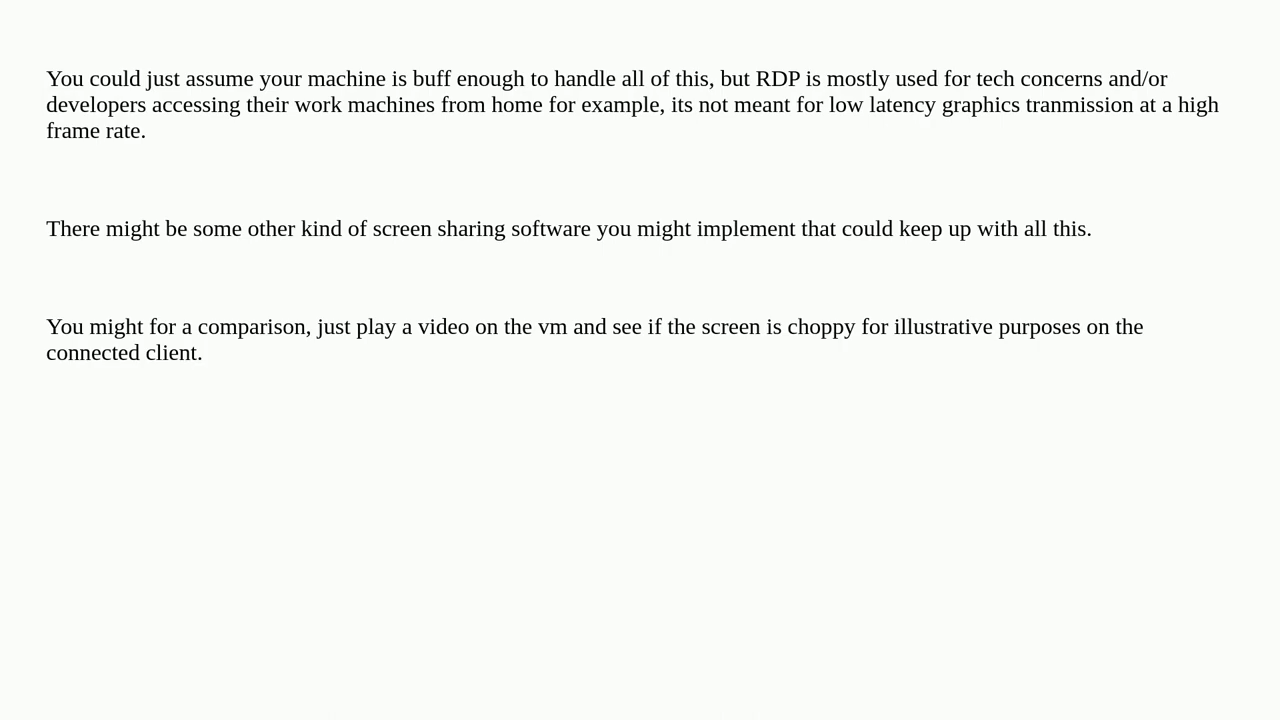 You could just assume your machine is buff enough to handle all of this, but RDP is mostly used for tech concerns and/or
developers accessing their work machines from home for example, its not meant for low latency graphics tranmission at a high
frame rate.
There might be some other kind of screen sharing software you might implement that could keep up with all this.
You might for a comparison, just play a video on the vm and see if the screen is choppy for illustrative purposes on the
connected client.